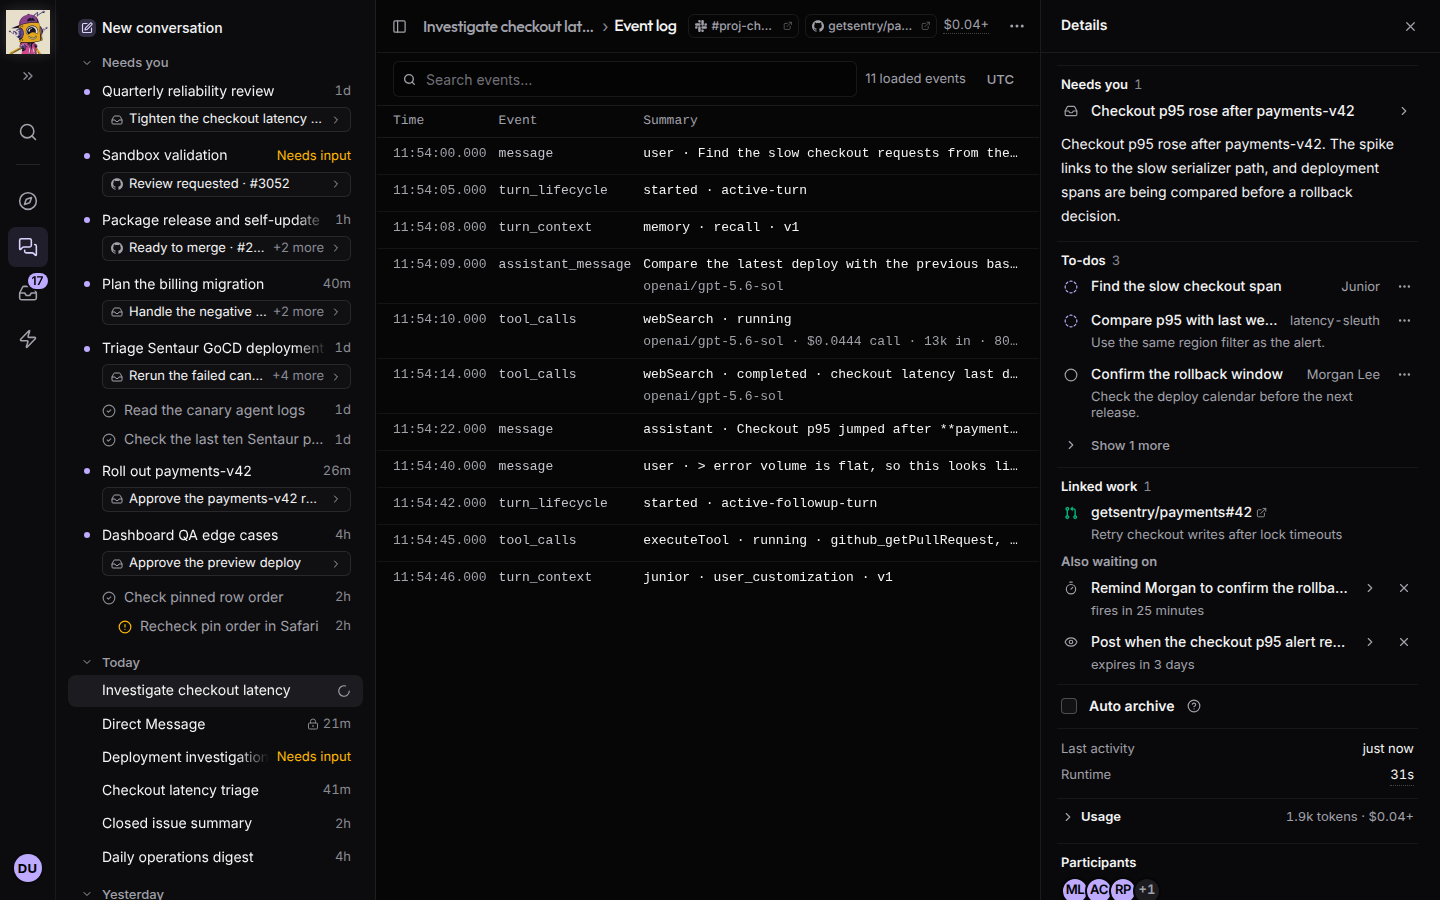 New conversation
Needs you
Quarterly reliability review 1d
Tighten the checkout latency ...
Sandbox validation Needs input
Review requested · #3052
Package release and self-update 1h
Ready to merge · #2... +2 more
Plan the billing migration 40m
Handle the negative ... +2 more
Triage Sentaur GoCD deployment 1d
Rerun the failed can... +4 more
Read the canary agent logs 1d
Check the last ten Sentaur p... 1d
Roll out payments-v42 26m
Approve the payments-v42 r...
Dashboard QA edge cases 4h
Approve the preview deploy
Check pinned row order 2h
Recheck pin order in Safari 2h
Today
Investigate checkout latency
Direct Message 21m
Deployment investigation Needs input
Checkout latency triage 41m
Closed issue summary 2h
Daily operations digest 4h
Yesterday
17
DU
Investigate checkout lat... › Event log #proj-ch... getsentry/pa... $0.04+
Search events... 11 loaded events UTC
Time Event Summary
11:54:00.000 message user · Find the slow checkout requests from the…
11:54:05.000 turn_lifecycle started · active-turn
11:54:08.000 turn_context memory · recall · v1
11:54:09.000 assistant_message Compare the latest deploy with the previous bas…
openai/gpt-5.6-sol
11:54:10.000 tool_calls webSearch · running
openai/gpt-5.6-sol · $0.0444 call · 13k in · 80…
11:54:14.000 tool_calls webSearch · completed · checkout latency last d…
openai/gpt-5.6-sol
11:54:22.000 message assistant · Checkout p95 jumped after **payment…
11:54:40.000 message user · > error volume is flat, so this looks li…
11:54:42.000 turn_lifecycle started · active-followup-turn
11:54:45.000 tool_calls executeTool · running · github_getPullRequest, …
11:54:46.000 turn_context junior · user_customization · v1
Details
Needs you 1
Checkout p95 rose after payments-v42
Checkout p95 rose after payments-v42. The spike
links to the slow serializer path, and deployment
spans are being compared before a rollback
decision.
To-dos 3
Find the slow checkout span Junior
Compare p95 with last we... latency-sleuth
Use the same region filter as the alert.
Confirm the rollback window Morgan Lee
Check the deploy calendar before the next
release.
Show 1 more
Linked work 1
getsentry/payments#42
Retry checkout writes after lock timeouts
Also waiting on
Remind Morgan to confirm the rollba...
fires in 25 minutes
Post when the checkout p95 alert re...
expires in 3 days
Auto archive
Last activity just now
Runtime 31s
Usage 1.9k tokens · $0.04+
Participants
ML AC RP +1